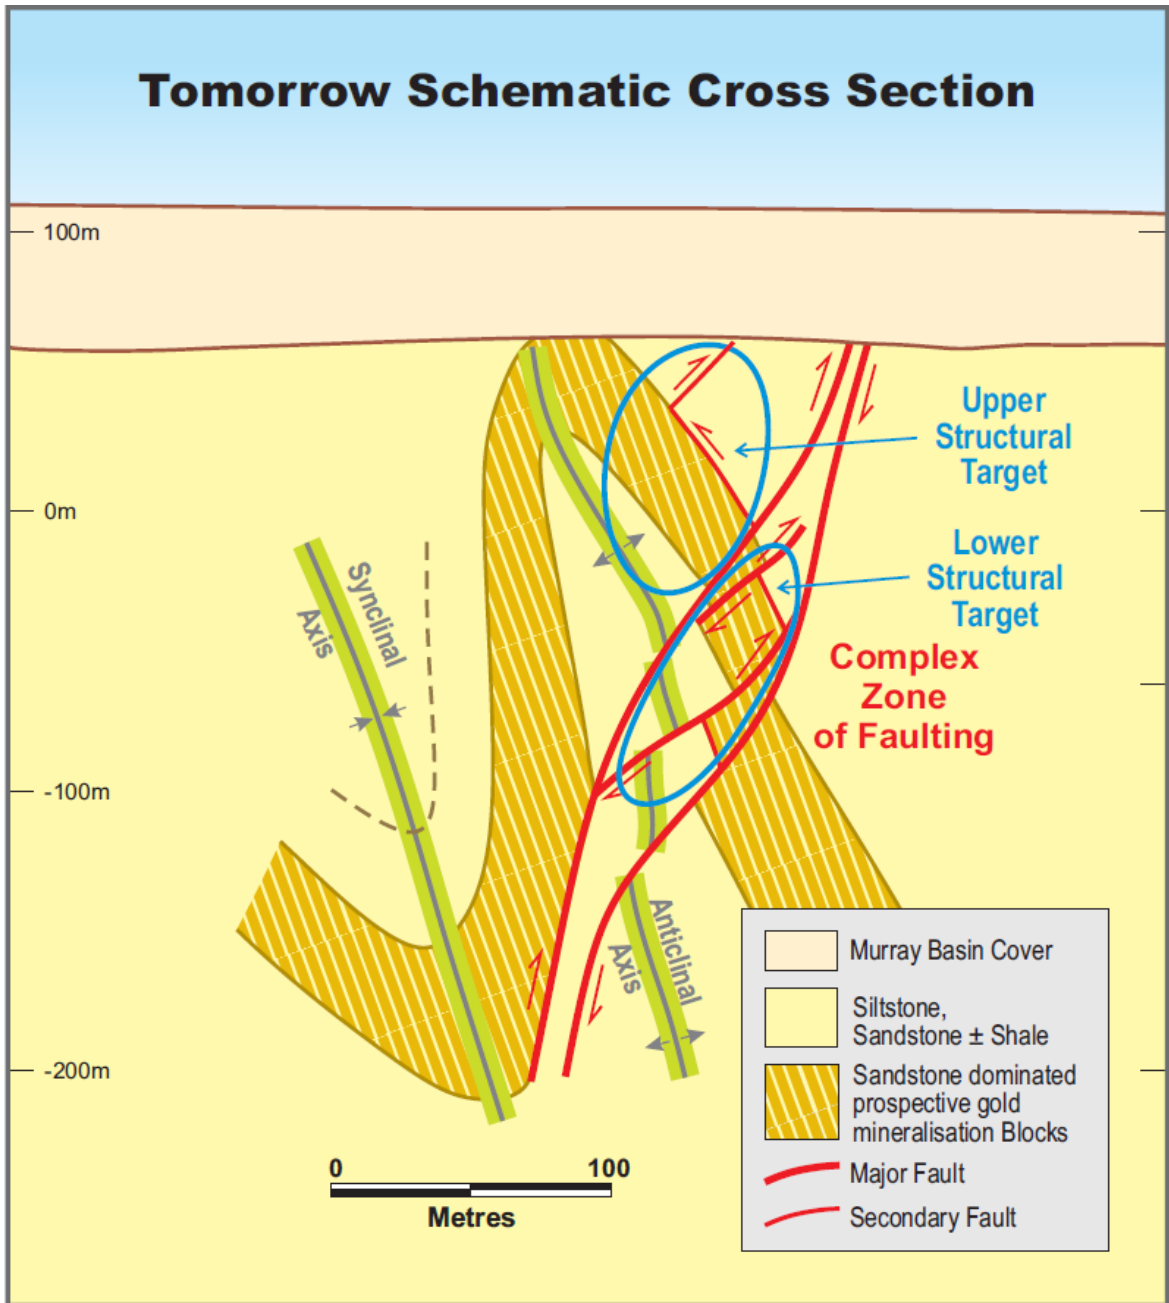 Tomorrow Schematic Cross Section
100m
0m
-100m
-200m
Upper
Structural
Target
Lower
Structural
Target
Complex
Zone
of Faulting
Synclinal
Axis
Anticlinal
Axis
0 100
Metres
Murray Basin Cover
Siltstone,
Sandstone ± Shale
Sandstone dominated
prospective gold
mineralisation Blocks
Major Fault
Secondary Fault